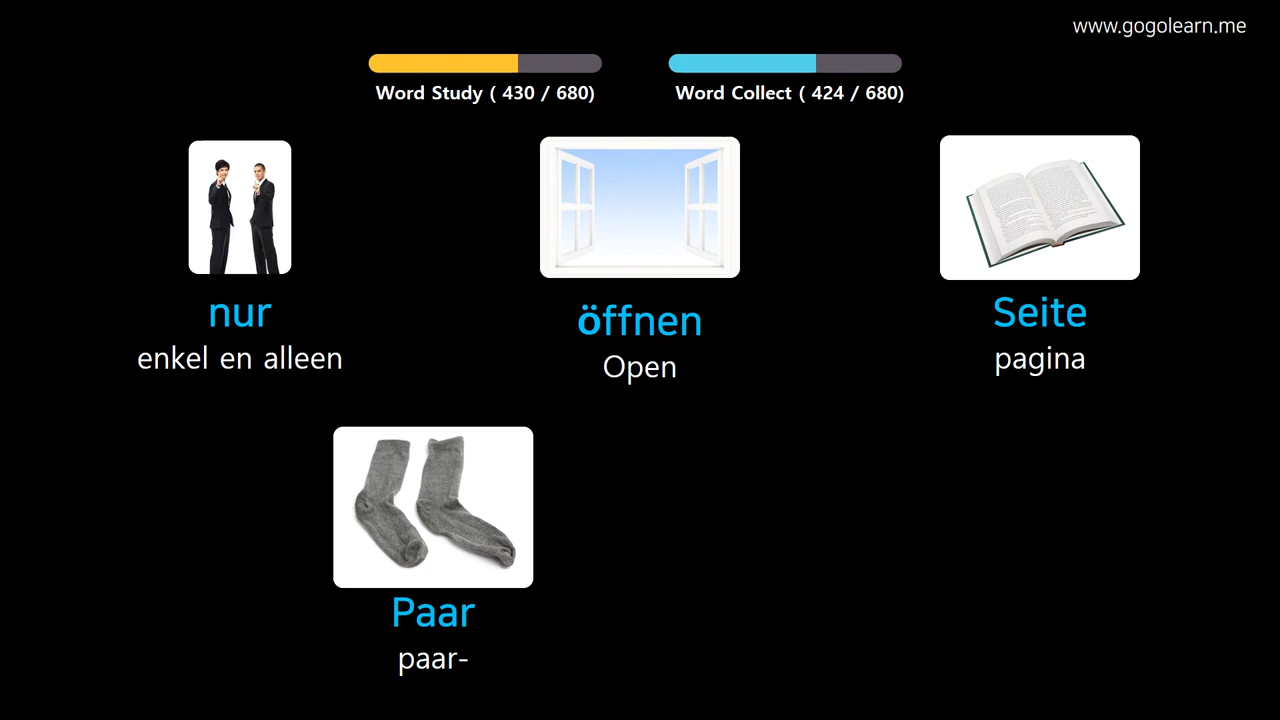 www.gogolearn.me
Word Study ( 430 / 680)
Word Collect ( 424 / 680)
nur
enkel en alleen
öffnen
Open
Seite
pagina
Paar
paar-